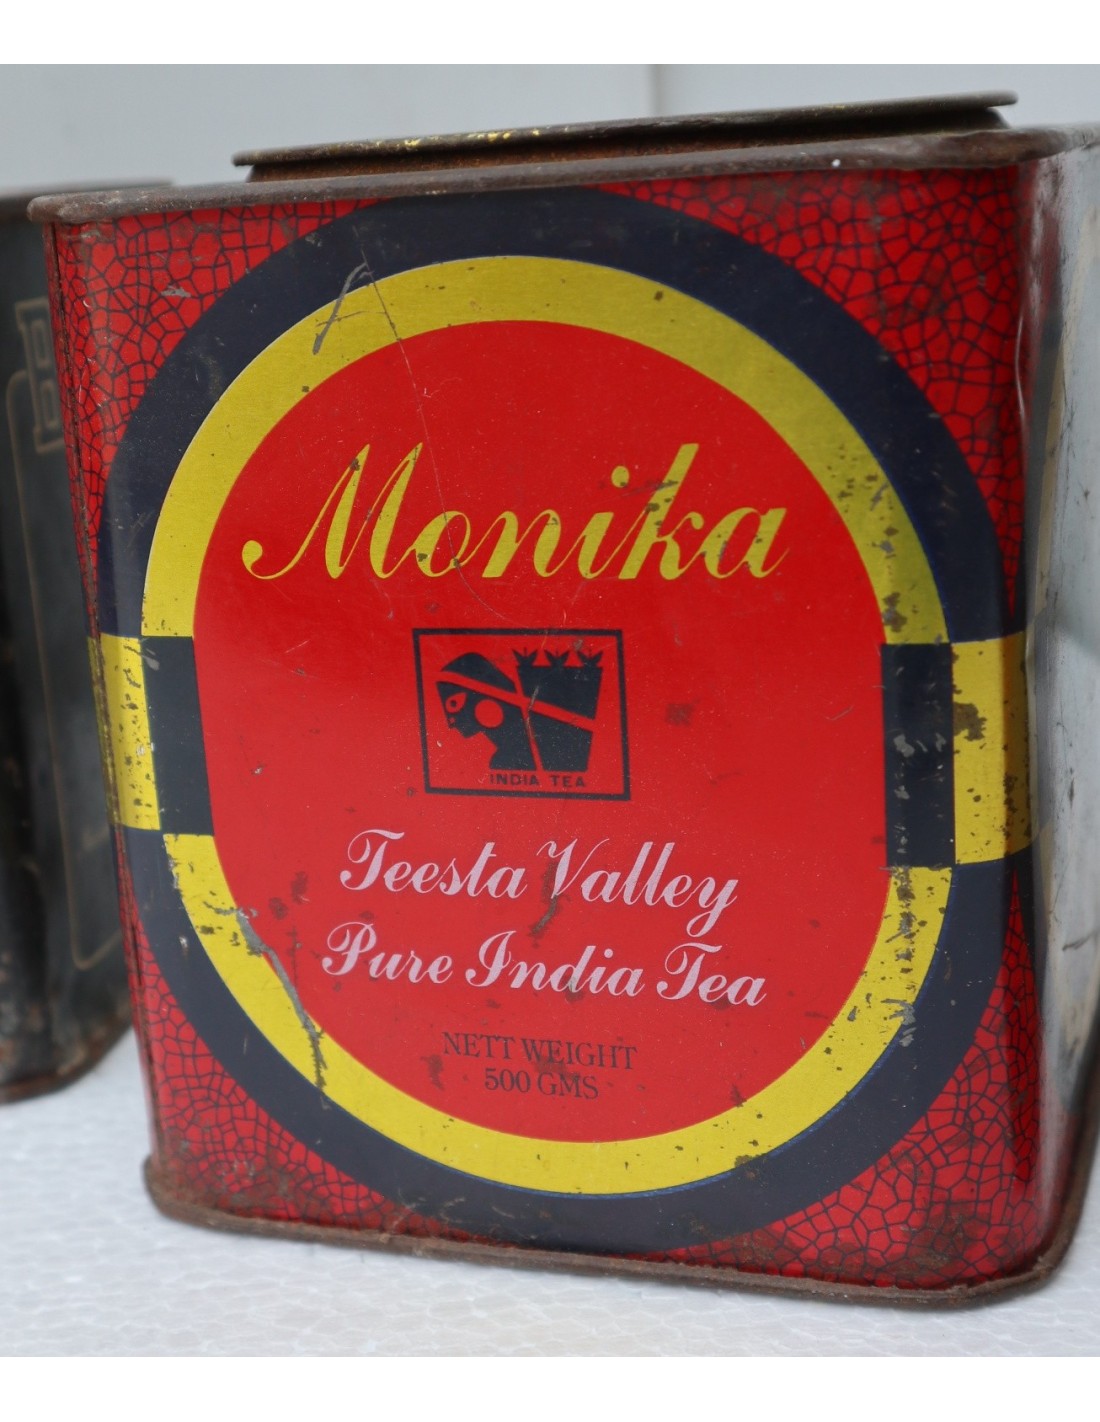 Monika
INDIA TEA
Teesta Valley
Pure India Tea
NETT WEIGHT
500 GMS